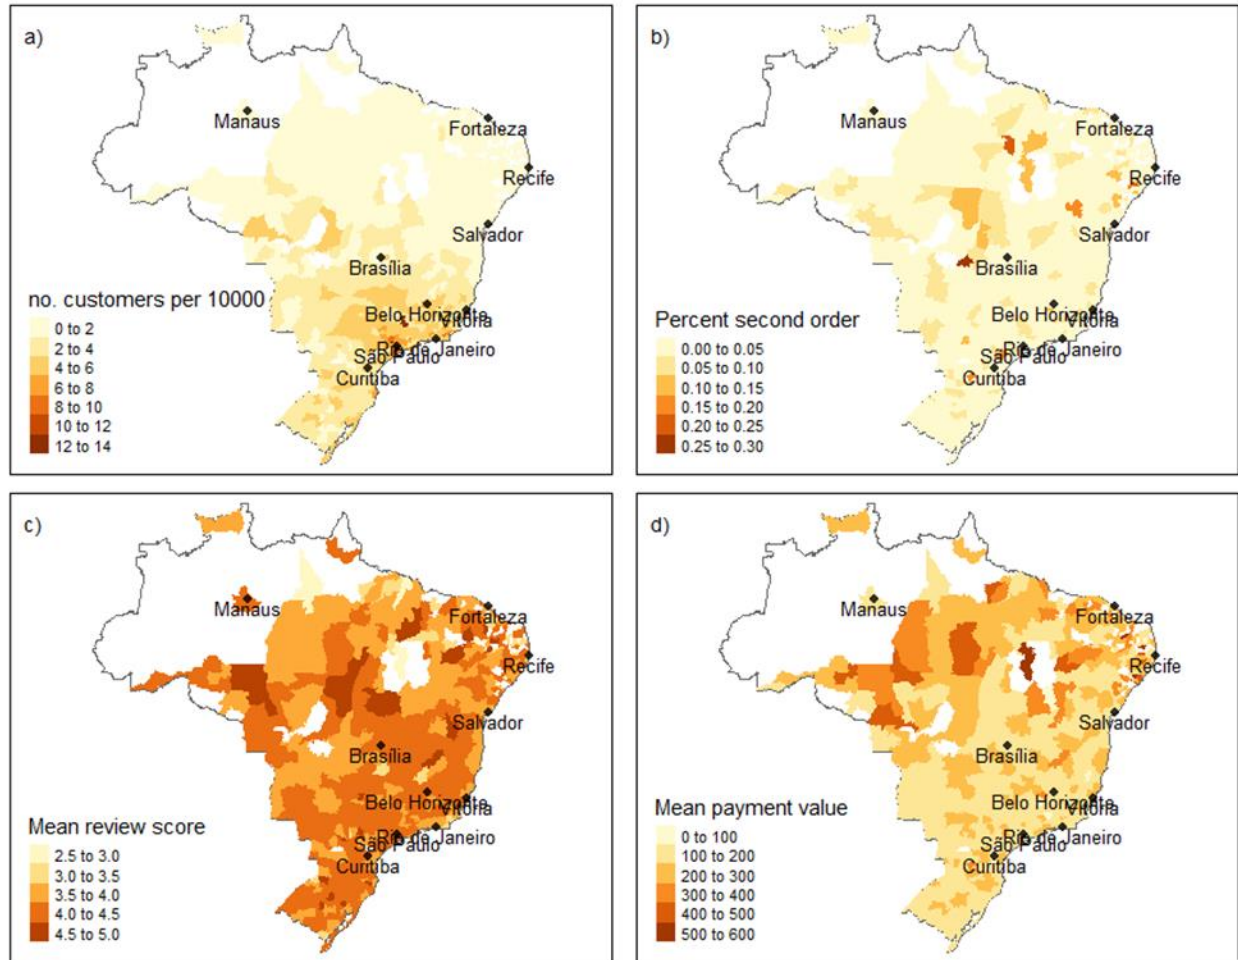 a)
Manaus
Fortaleza
Recife
Salvador
Brasília
Belo Horizonte
Vitória
Rio de Janeiro
São Paulo
Curitiba
no. customers per 10000
0 to 2
2 to 4
4 to 6
6 to 8
8 to 10
10 to 12
12 to 14
b)
Manaus
Fortaleza
Recife
Salvador
Brasília
Belo Horizonte
Vitória
Rio de Janeiro
São Paulo
Curitiba
Percent second order
0.00 to 0.05
0.05 to 0.10
0.10 to 0.15
0.15 to 0.20
0.20 to 0.25
0.25 to 0.30
c)
Manaus
Fortaleza
Recife
Salvador
Brasília
Belo Horizonte
Vitória
Rio de Janeiro
São Paulo
Curitiba
Mean review score
2.5 to 3.0
3.0 to 3.5
3.5 to 4.0
4.0 to 4.5
4.5 to 5.0
d)
Manaus
Fortaleza
Recife
Salvador
Brasília
Belo Horizonte
Vitória
Rio de Janeiro
São Paulo
Curitiba
Mean payment value
0 to 100
100 to 200
200 to 300
300 to 400
400 to 500
500 to 600